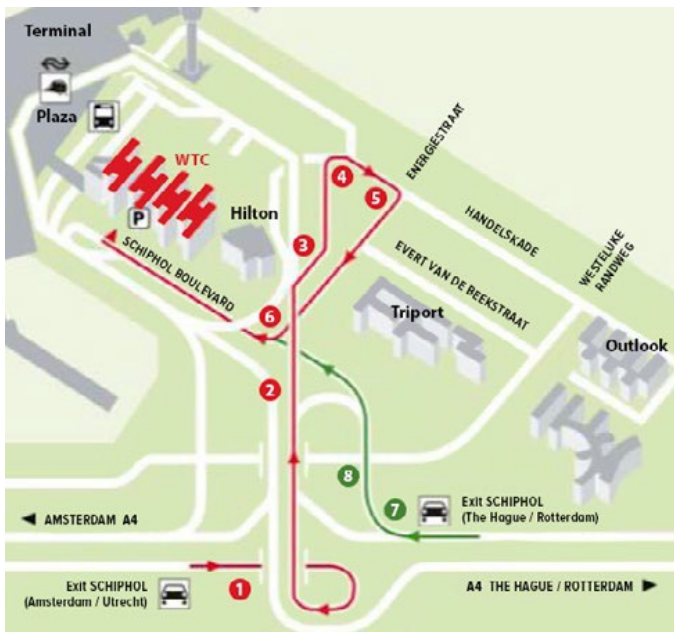 Terminal
Plaza
WTC
P
Hilton
SCHIPHOL BOULEVARD
ENERGIESTRAAT
HANDELSKADE
WESTELIJKE
RANDWEG
EVERT VAN DE BEEKSTRAAT
Triport
Outlook
4
5
3
6
2
8
7
Exit SCHIPHOL
(The Hague / Rotterdam)
AMSTERDAM A4
1
Exit SCHIPHOL
(Amsterdam / Utrecht)
A4 THE HAGUE / ROTTERDAM